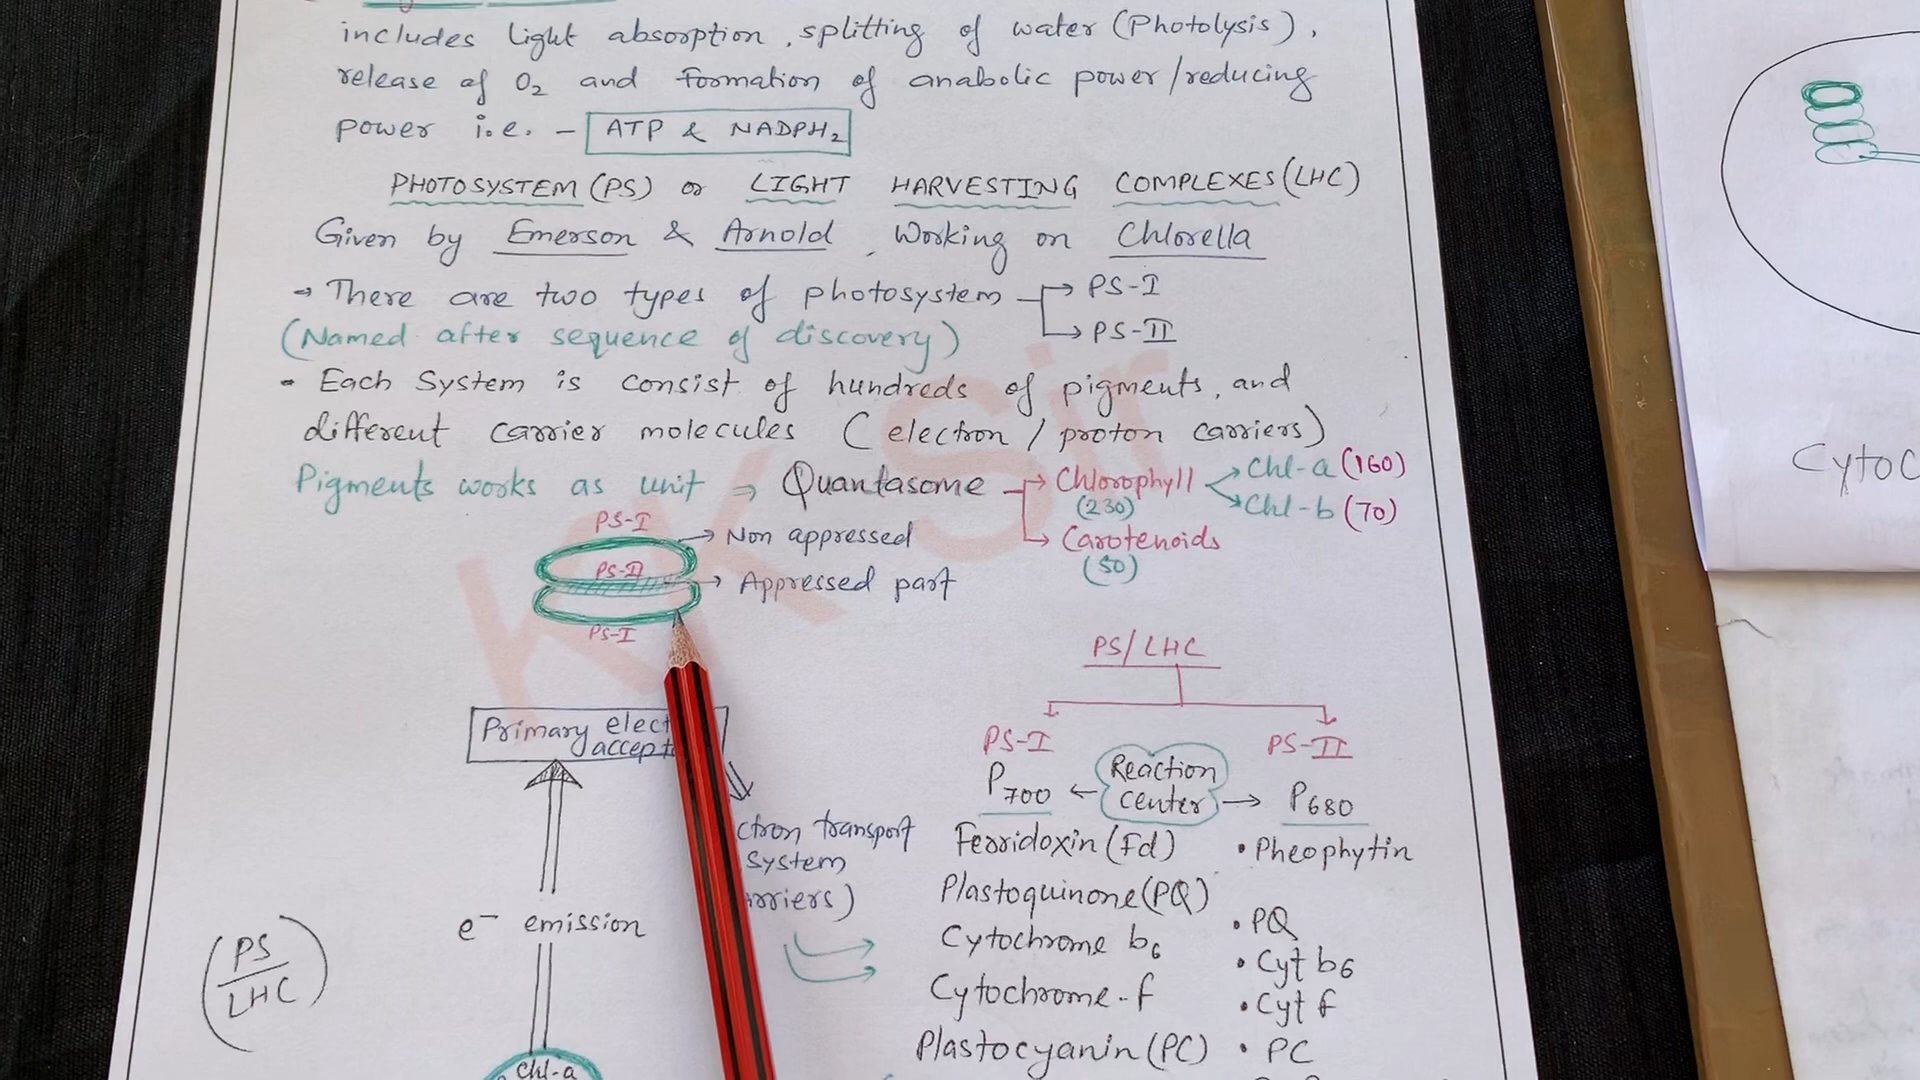 includes light absorption, splitting of water (Photolysis),
release of O2 and formation of anabolic power/reducing
power i.e. - ATP & NADPH2
PHOTOSYSTEM (PS) or LIGHT HARVESTING COMPLEXES (LHC)
Given by Emerson & Arnold, Working on Chlorella
→ There are two types of photosystem → PS-I
→ PS-II
(Named after sequence of discovery)
- Each System is consist of hundreds of pigments, and
different carrier molecules (electron / proton carriers)
Pigments works as unit ⇒ Quantasome → Chlorophyll → Chl-a (160)
(230) → Chl-b (70)
→ Carotenoids
(50)
PS-I
→ Non appressed
PS-II
→ Appressed part
PS-I
KK Sir
PS/LHC
PS-I PS-II
P700 ← Reaction center → P680
Primary elect
accept
ctron transport
system
arriers)
Ferridoxin (Fd) • Pheophytin
Plastoquinone (PQ) • PQ
Cytochrome b6 • Cyt b6
Cytochrome-f • Cyt f
Plastocyanin (PC) • PC
e- emission
(PS/LHC)
Chl-a
Cytoc